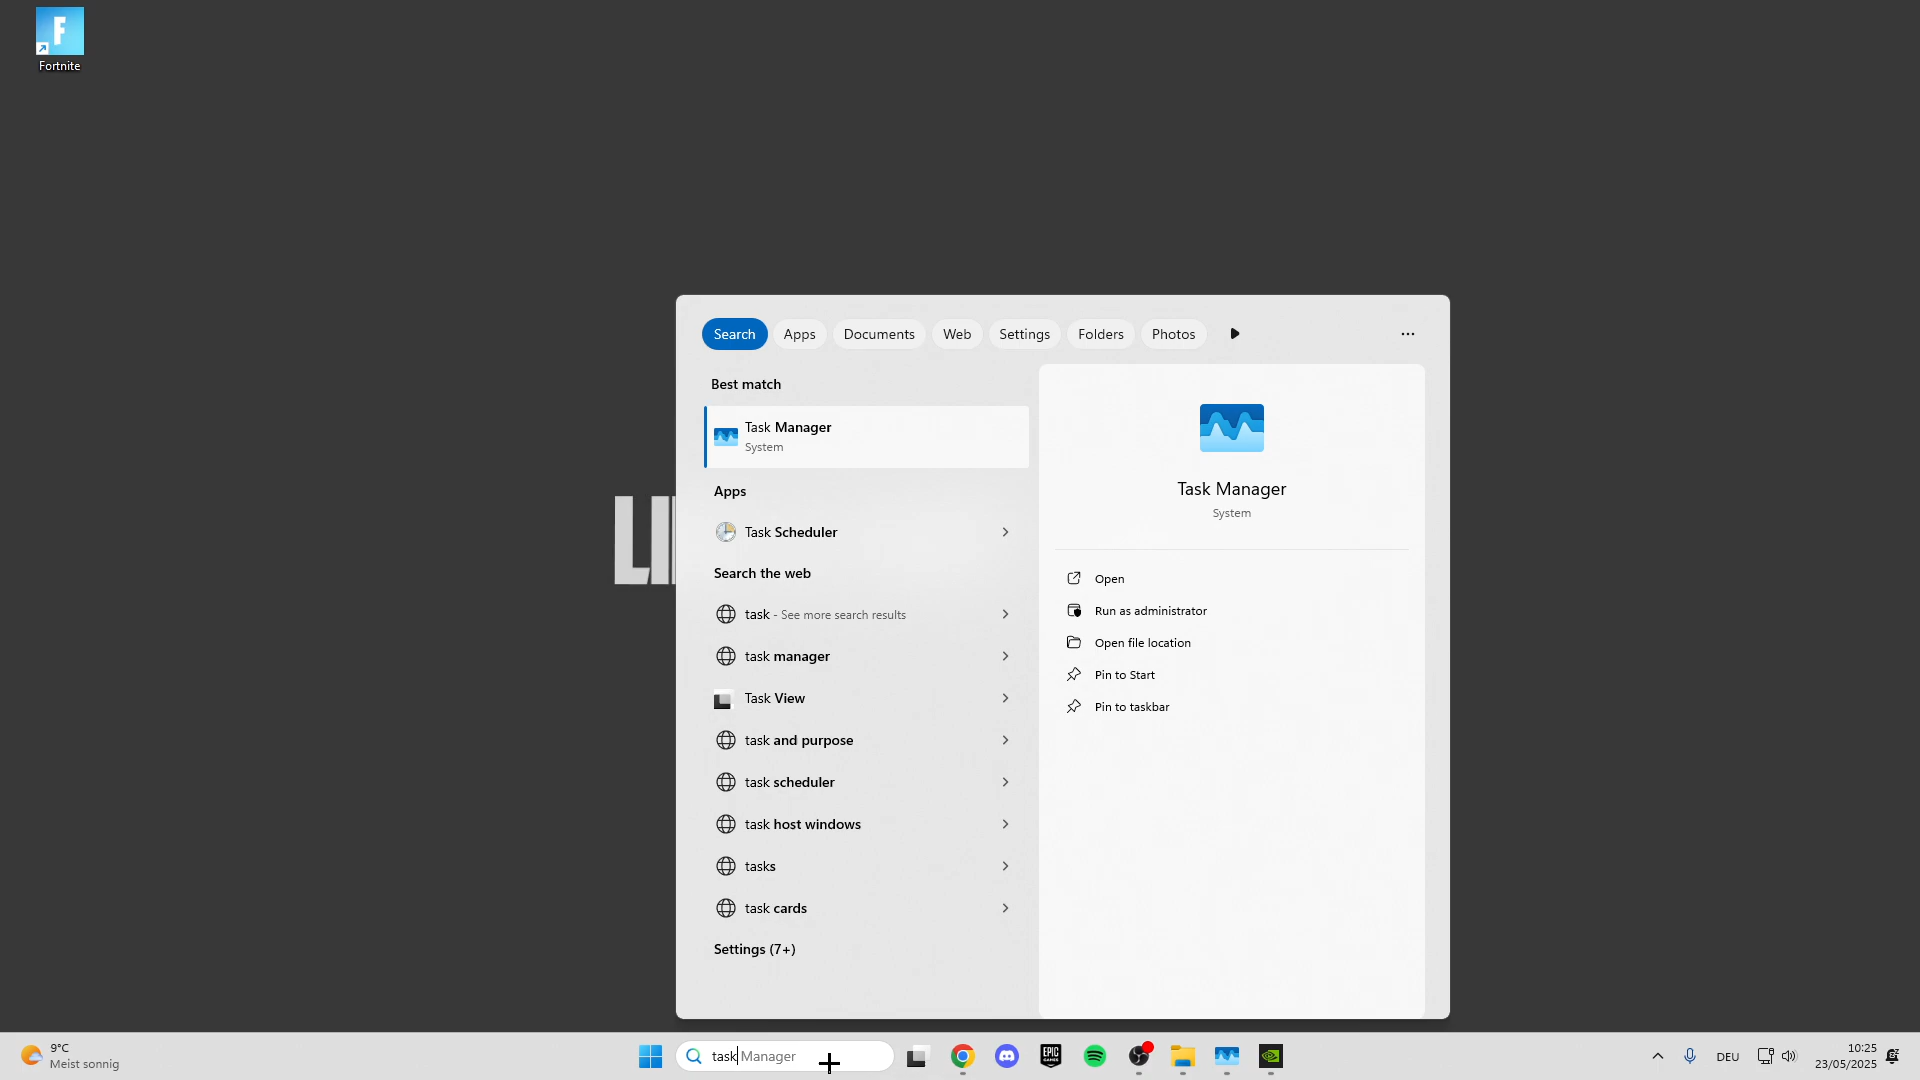 Fortnite
Search
Apps
Documents
Web
Settings
Folders
Photos
Best match
Task Manager
System
Apps
Task Scheduler
Search the web
task - See more search results
task manager
Task View
task and purpose
task scheduler
task host windows
tasks
task cards
Settings (7+)
Task Manager
System
Open
Run as administrator
Open file location
Pin to Start
Pin to taskbar
9°C
Meist sonnig
task Manager
EPIC
GAMES
DEU
10:25
23/05/2025